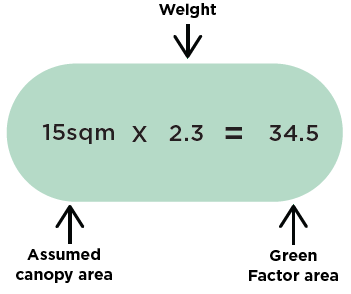 Weight
15sqm x 2.3 = 34.5
Assumed
canopy area
Green
Factor area